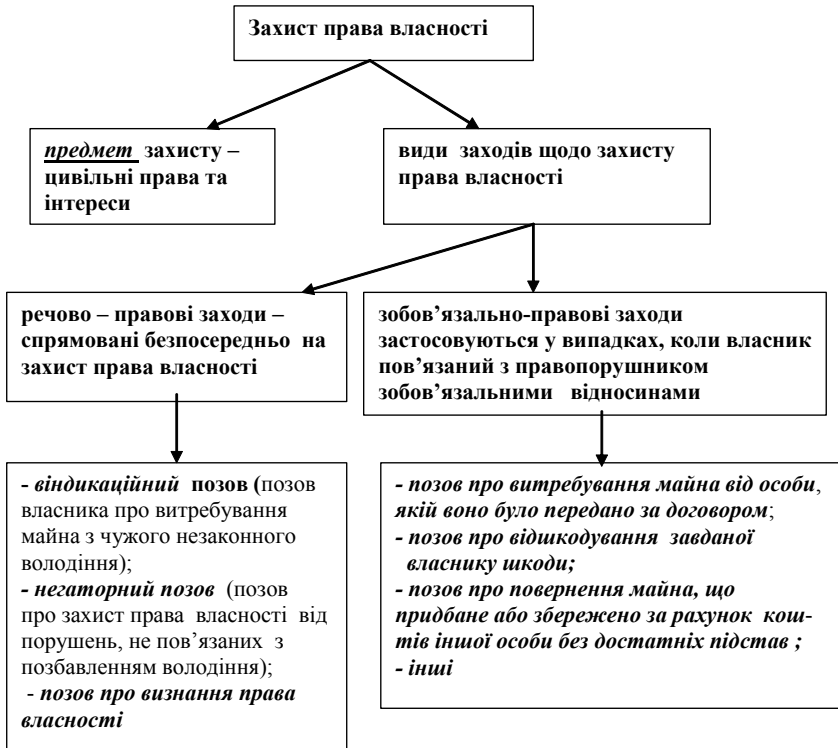 Захист права власності
предмет захисту –
цивільні права та
інтереси
види заходів щодо захисту
права власності
речово – правові заходи –
спрямовані безпосередньо на
захист права власності
зобов’язально-правові заходи
застосовуються у випадках, коли власник
пов’язаний з правопорушником
зобов’язальними відносинами
- віндикаційний позов (позов
власника про витребування
майна з чужого незаконного
володіння);
- негаторний позов (позов
про захист права власності від
порушень, не пов’язаних з
позбавленням володіння);
- позов про визнання права
власності
- позов про витребування майна від особи,
якій воно було передано за договором;
- позов про відшкодування завданої
власнику шкоди;
- позов про повернення майна, що
придбане або збережено за рахунок кош-
тів іншої особи без достатніх підстав ;
- інші